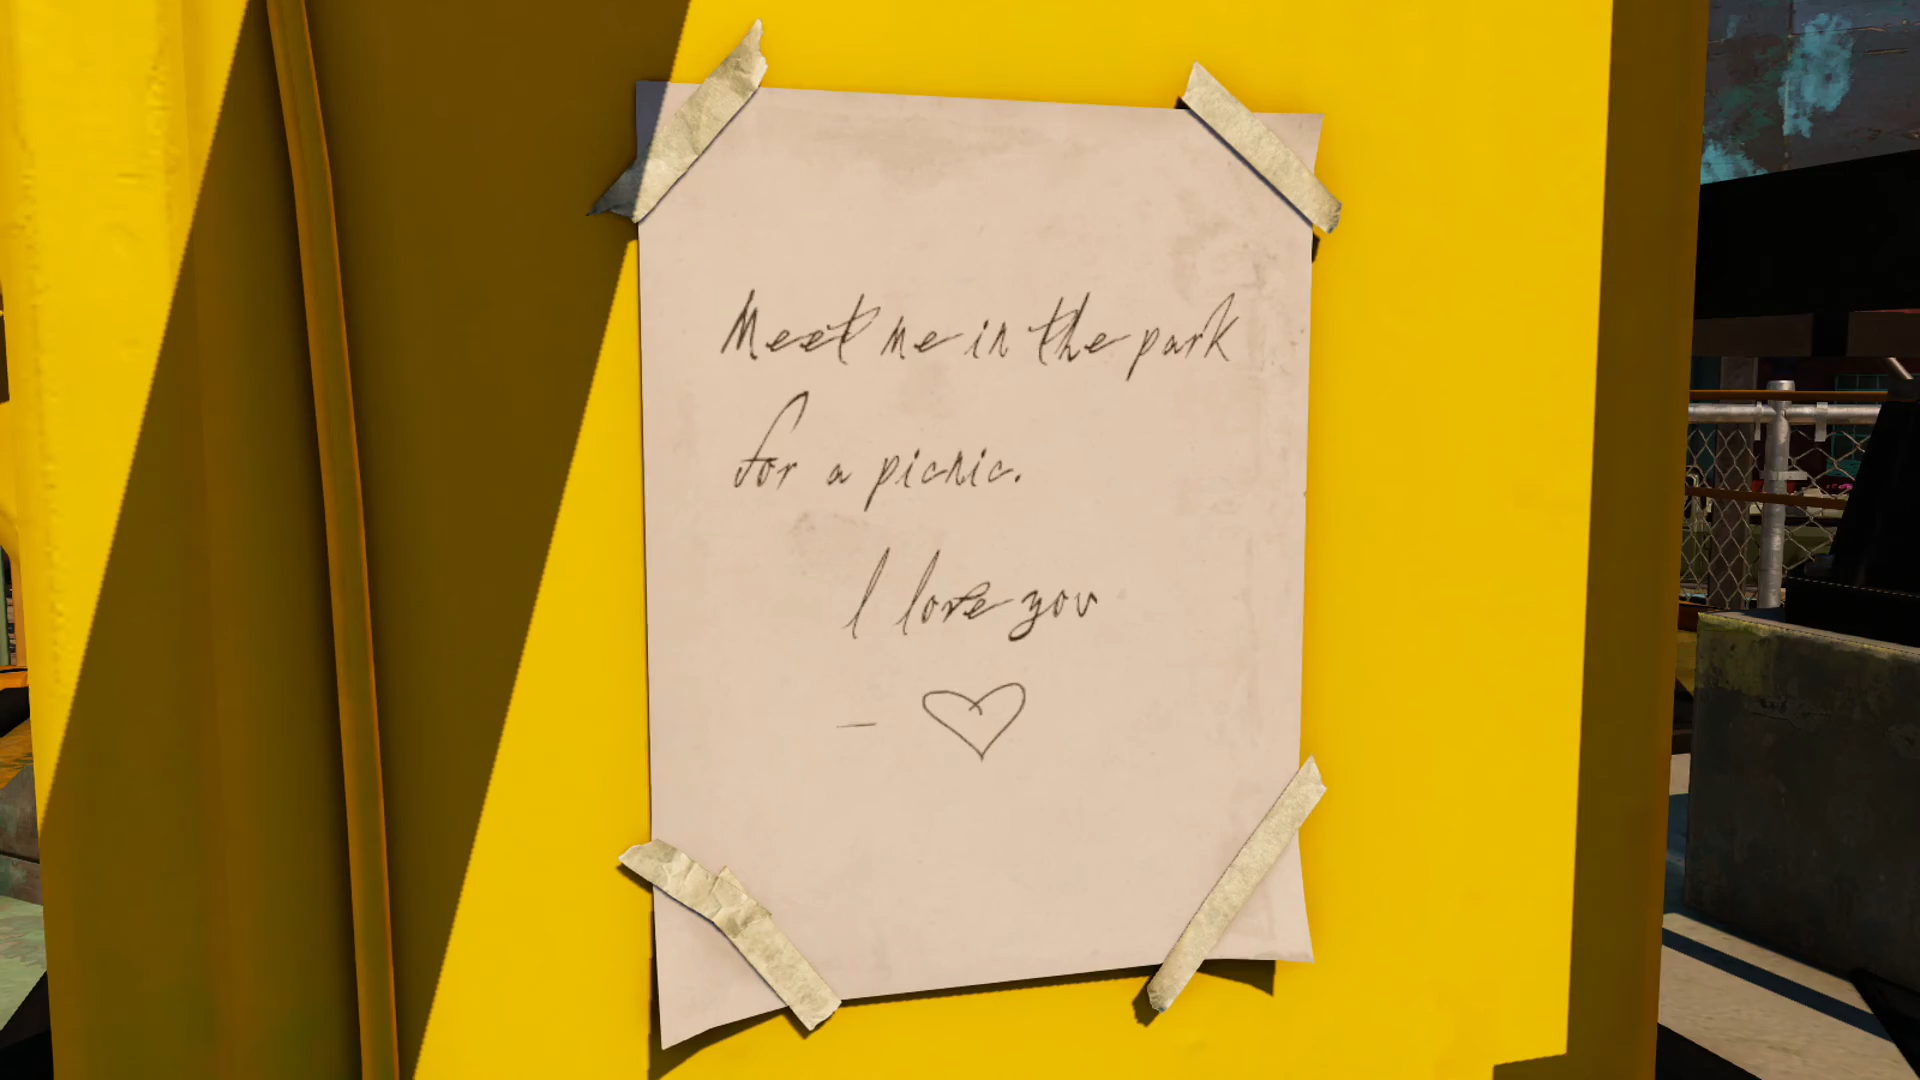 Meet me in the park
for a picnic.
I love you
– ♡